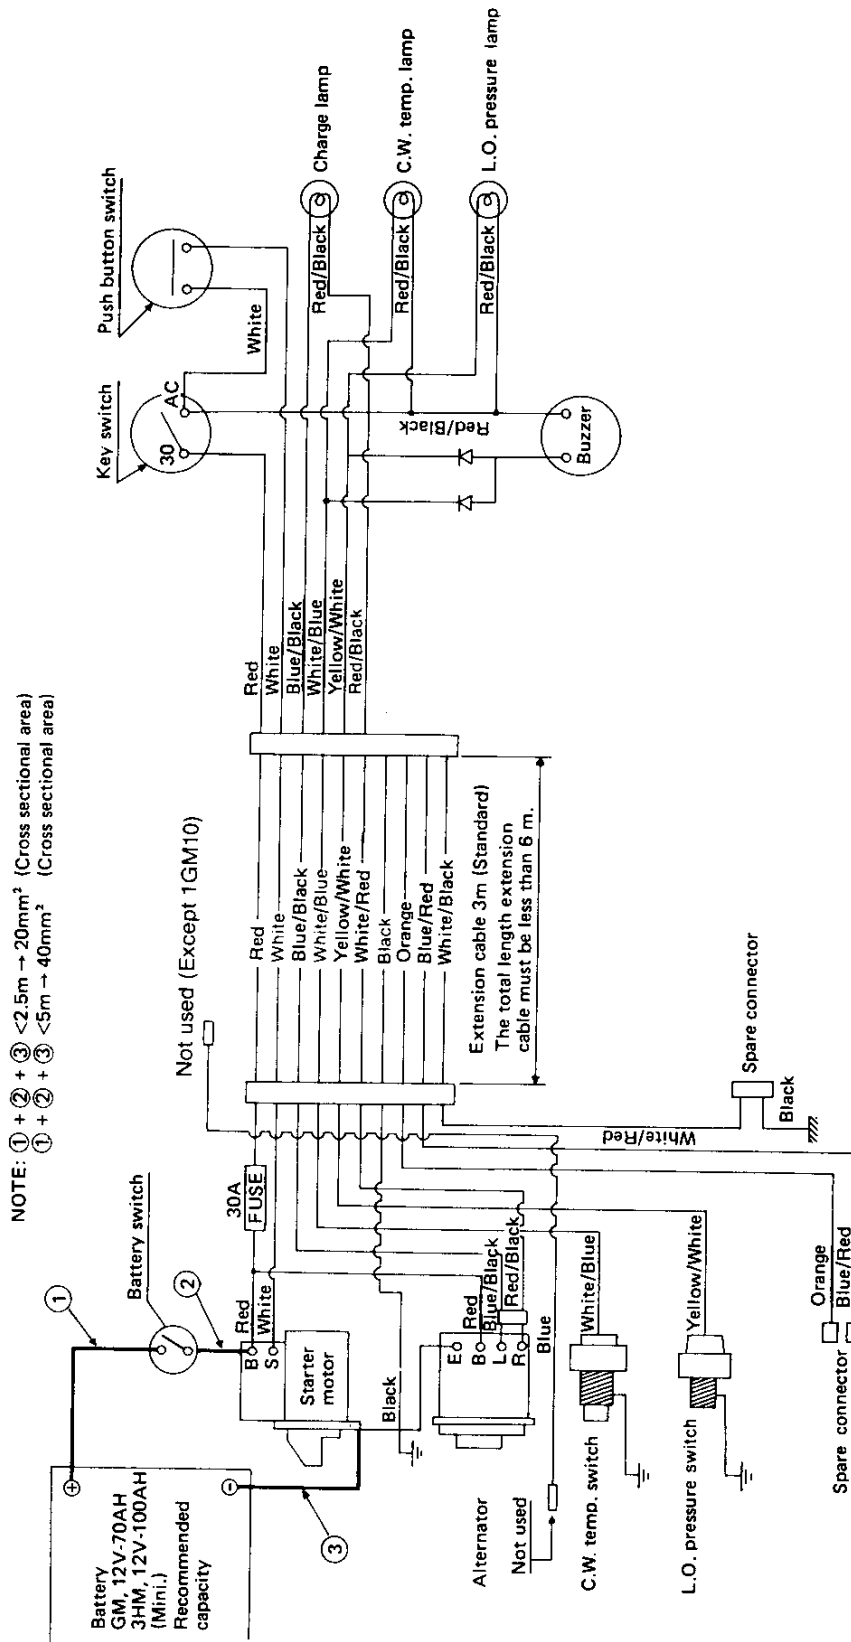 NOTE: ① + ② + ③ <2.5m → 20mm² (Cross sectional area)
① + ② + ③ <5m → 40mm² (Cross sectional area)
Battery
GM, 12V-70AH
3HM, 12V-100AH
(Mini.)
Recommended
capacity
+
-
①
②
③
Battery switch
30A
FUSE
Red
White
B
S
Starter
motor
Black
Alternator
E
B
L
R
Red
Blue/Black
Red/Black
Blue
Not used
C.W. temp. switch
White/Blue
L.O. pressure switch
Yellow/White
Spare connector
Orange
Blue/Red
Not used (Except 1GM10)
White/Red
Spare connector
Black
Red
White
Blue/Black
White/Blue
Yellow/White
White/Red
Black
Orange
Blue/Red
White/Black
Extension cable 3m (Standard)
The total length extension
cable must be less than 6 m.
Red
White
Blue/Black
White/Blue
Yellow/White
Red/Black
Key switch
30
AC
Push button switch
White
Red/Black
Buzzer
Red/Black
Charge lamp
Red/Black
C.W. temp. lamp
Red/Black
L.O. pressure lamp